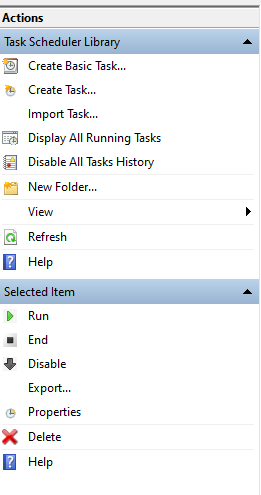 Actions
Task Scheduler Library
Create Basic Task...
Create Task...
Import Task...
Display All Running Tasks
Disable All Tasks History
New Folder...
View
Refresh
Help
Selected Item
Run
End
Disable
Export...
Properties
Delete
Help